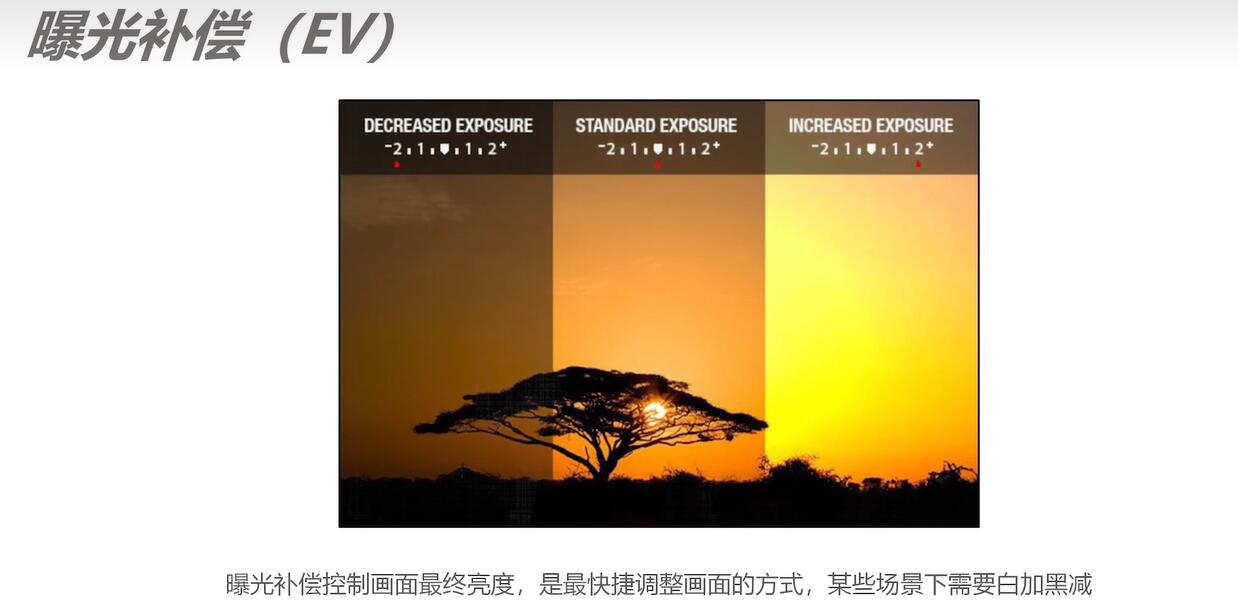 曝光补偿（EV）
DECREASED EXPOSURE
-2 1 1 2+
STANDARD EXPOSURE
-2 1 1 2+
INCREASED EXPOSURE
-2 1 1 2+
曝光补偿控制画面最终亮度，是最快捷调整画面的方式，某些场景下需要白加黑减